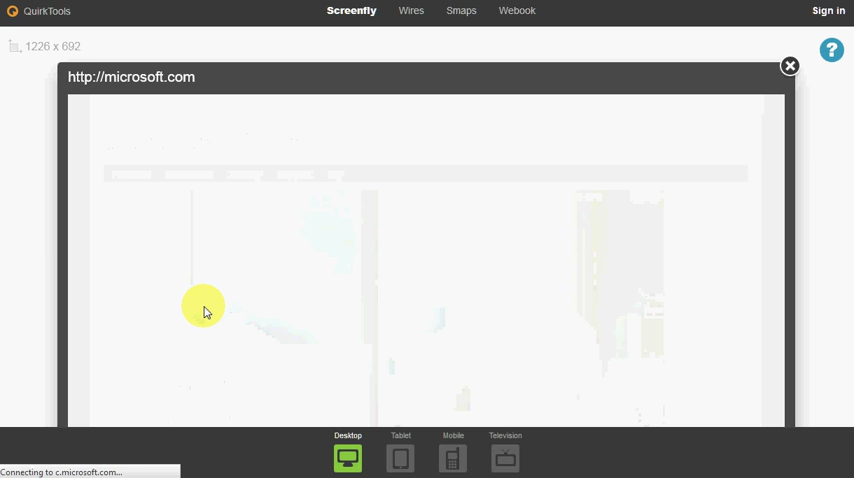 QuirkTools
Screenfly
Wires
Smaps
Webook
Sign in
1226 x 692
?
http://microsoft.com
Desktop
Tablet
Mobile
Television
Connecting to c.microsoft.com...